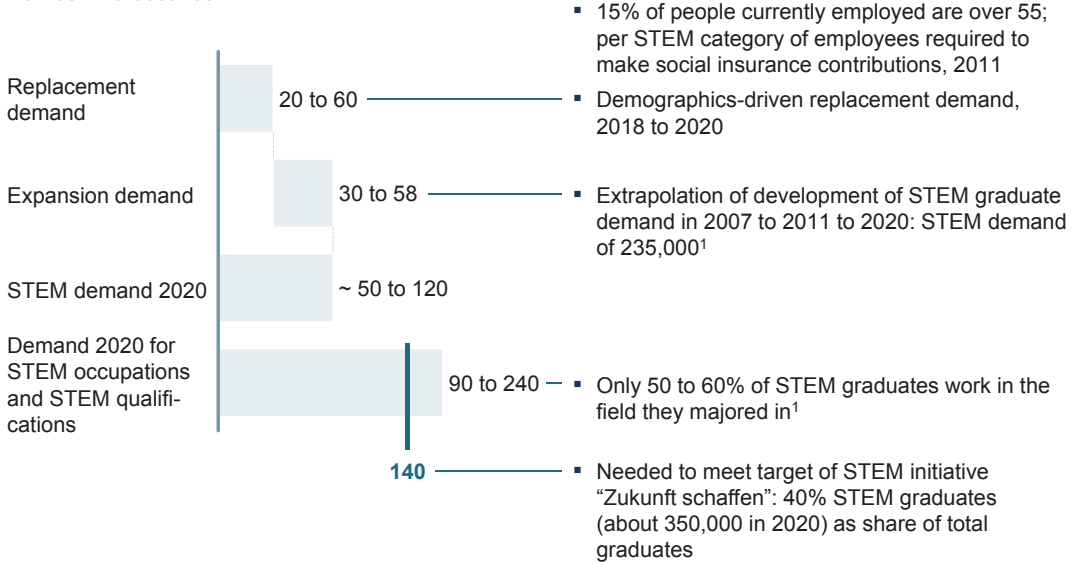 ▪ 15% of people currently employed are over 55;
per STEM category of employees required to
make social insurance contributions, 2011
Replacement
demand
20 to 60
▪ Demographics-driven replacement demand,
2018 to 2020
Expansion demand
30 to 58
▪ Extrapolation of development of STEM graduate
demand in 2007 to 2011 to 2020: STEM demand
of 235,000¹
STEM demand 2020
~ 50 to 120
Demand 2020 for
STEM occupations
and STEM qualifi-
cations
90 to 240
▪ Only 50 to 60% of STEM graduates work in the
field they majored in¹
140
▪ Needed to meet target of STEM initiative
“Zukunft schaffen”: 40% STEM graduates
(about 350,000 in 2020) as share of total
graduates